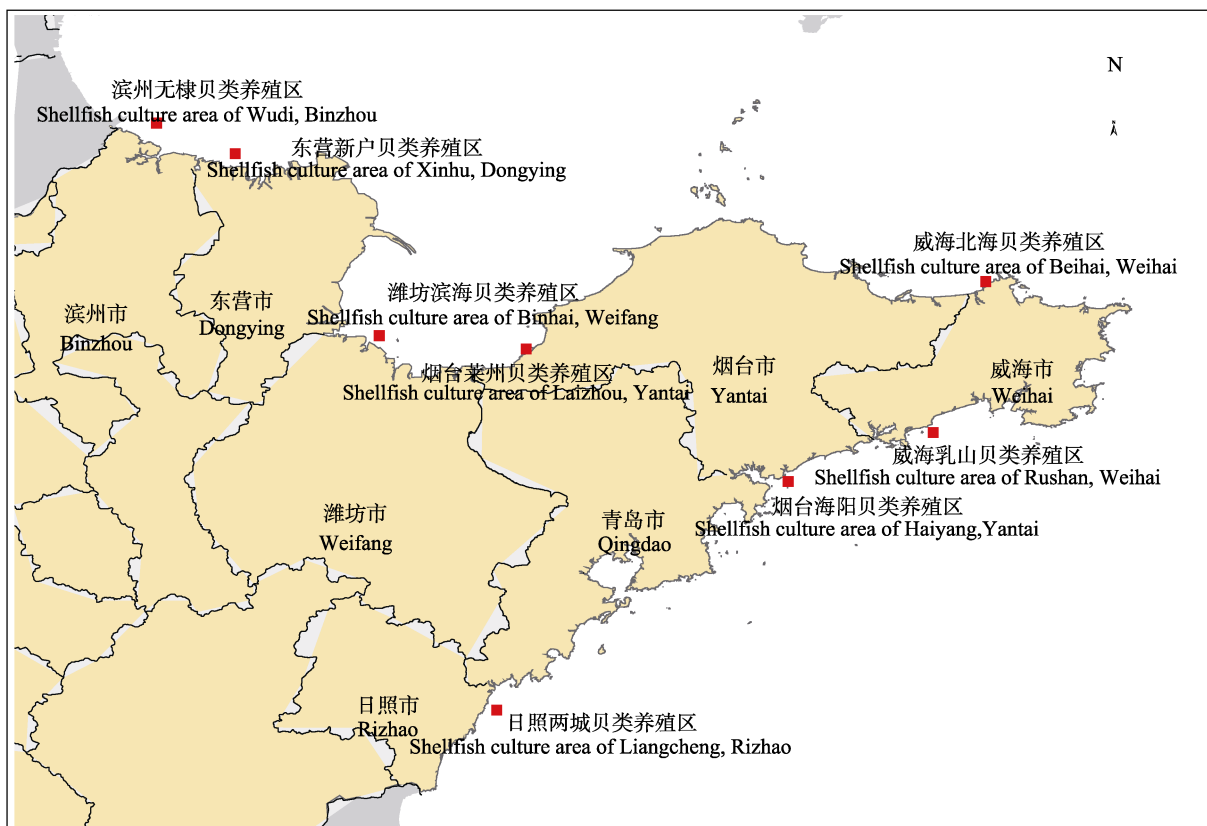 滨州无棣贝类养殖区
Shellfish culture area of Wudi, Binzhou
N
N
东营新户贝类养殖区
Shellfish culture area of Xinhu, Dongying
威海北海贝类养殖区
Shellfish culture area of Beihai, Weihai
潍坊滨海贝类养殖区
Shellfish culture area of Binhai, Weifang
东营市
Dongying
滨州市
Binzhou
烟台莱州贝类养殖区
Shellfish culture area of Laizhou, Yantai
烟台市
Yantai
威海市
Weihai
威海乳山贝类养殖区
Shellfish culture area of Rushan, Weihai
烟台海阳贝类养殖区
Shellfish culture area of Haiyang,Yantai
潍坊市
Weifang
青岛市
Qingdao
日照市
Rizhao
日照两城贝类养殖区
Shellfish culture area of Liangcheng, Rizhao